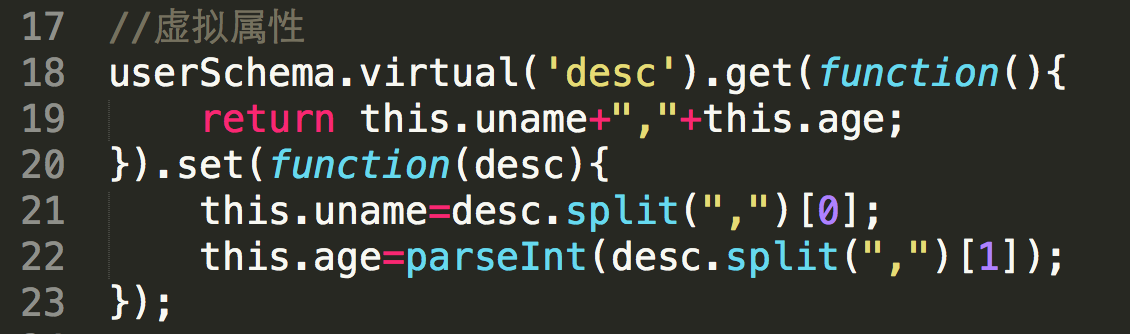 17 //虚拟属性
18 userSchema.virtual('desc').get(function(){
19     return this.uname+","+this.age;
20 }).set(function(desc){
21     this.uname=desc.split(",")[0];
22     this.age=parseInt(desc.split(",")[1]);
23 });